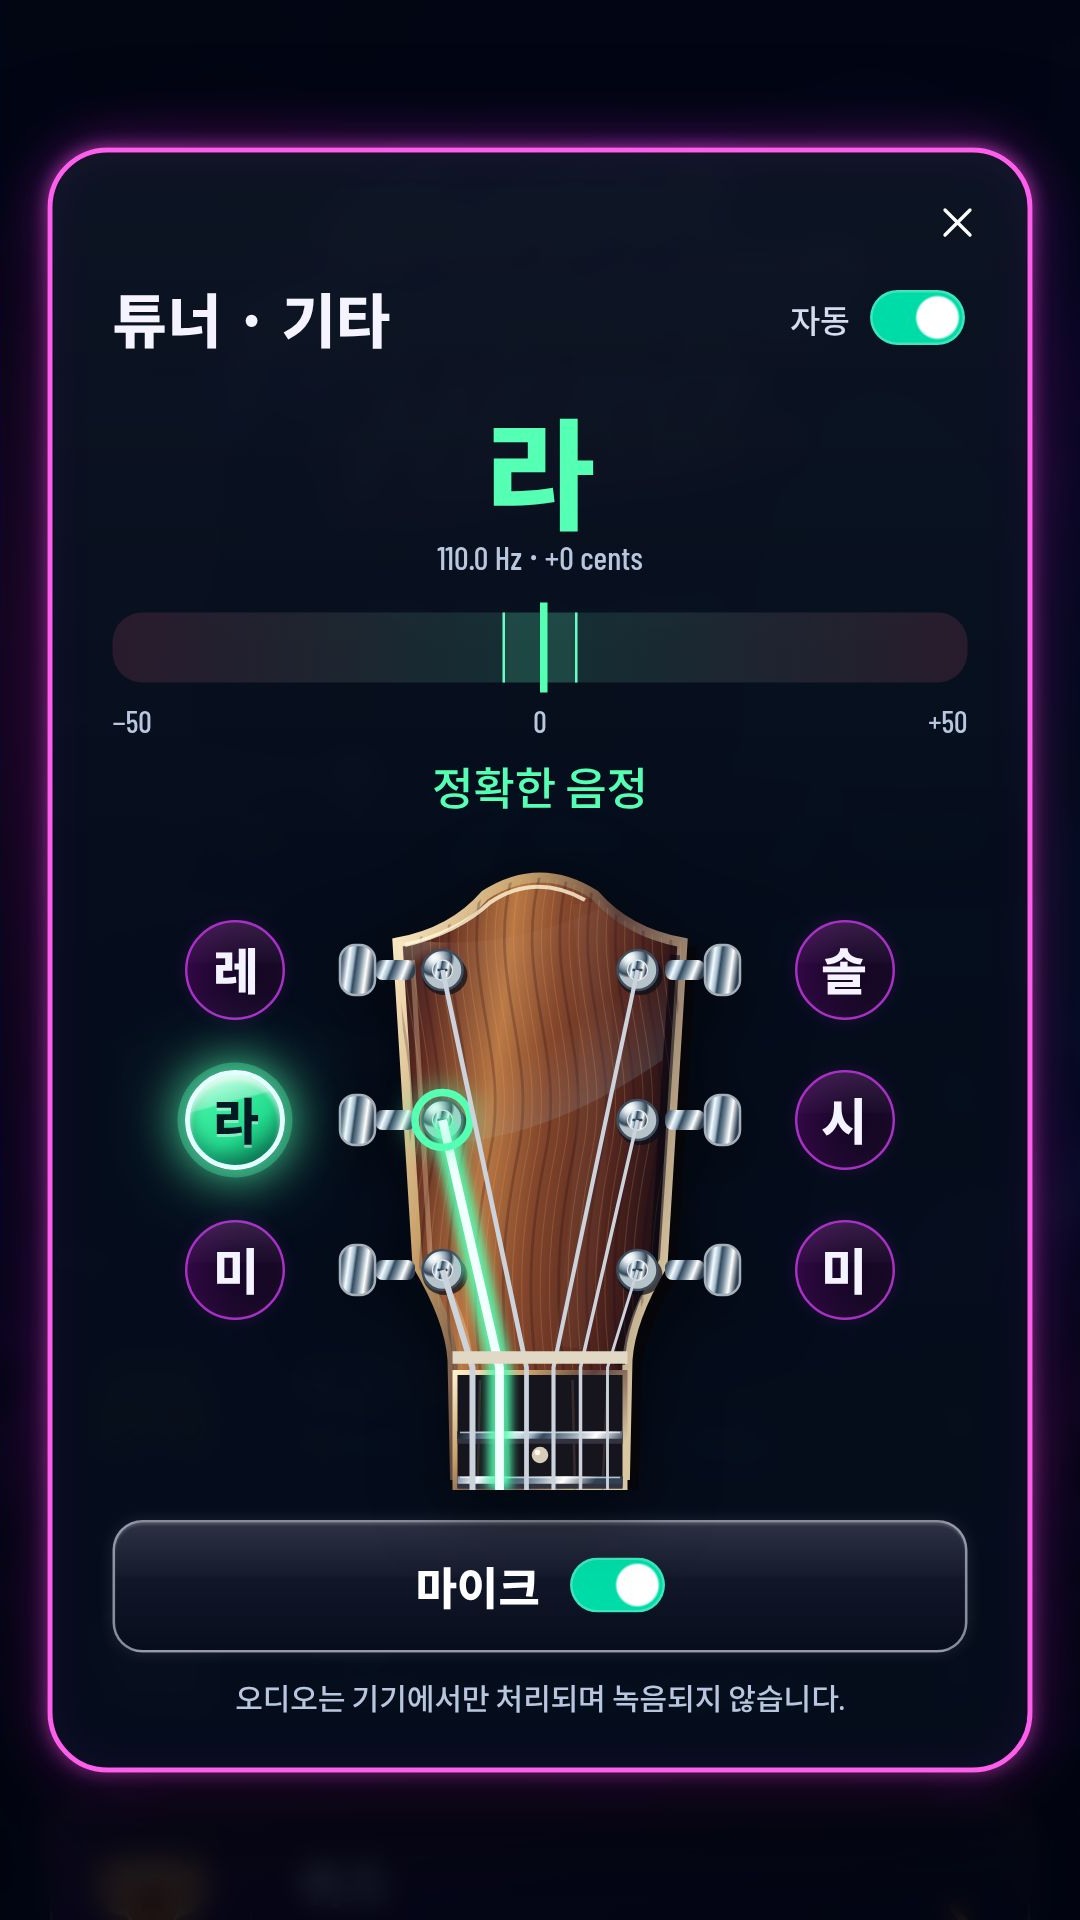 튜너 · 기타
자동
라
110.0 Hz · +0 cents
−50 0 +50
정확한 음정
레 솔
라 시
미 미
마이크
오디오는 기기에서만 처리되며 녹음되지 않습니다.